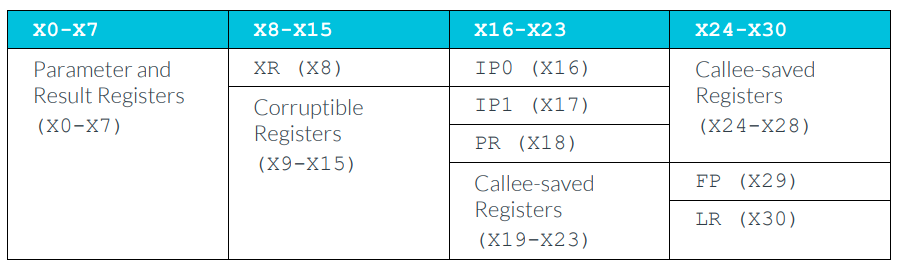 X0-X7
X8-X15
X16-X23
X24-X30
Parameter and
Result Registers
(X0-X7)
XR (X8)
Corruptible
Registers
(X9-X15)
IP0 (X16)
IP1 (X17)
PR (X18)
Callee-saved
Registers
(X19-X23)
Callee-saved
Registers
(X24-X28)
FP (X29)
LR (X30)